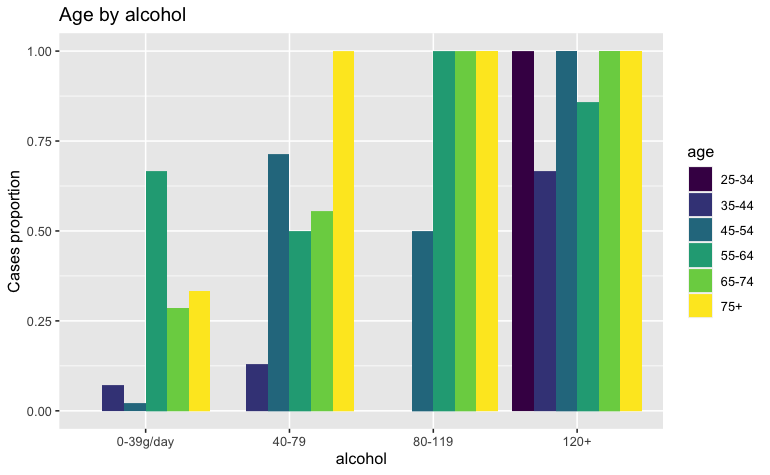 Age by alcohol
Cases proportion
1.00
0.75
0.50
0.25
0.00
0-39g/day 40-79 80-119 120+
alcohol
age
25-34
35-44
45-54
55-64
65-74
75+